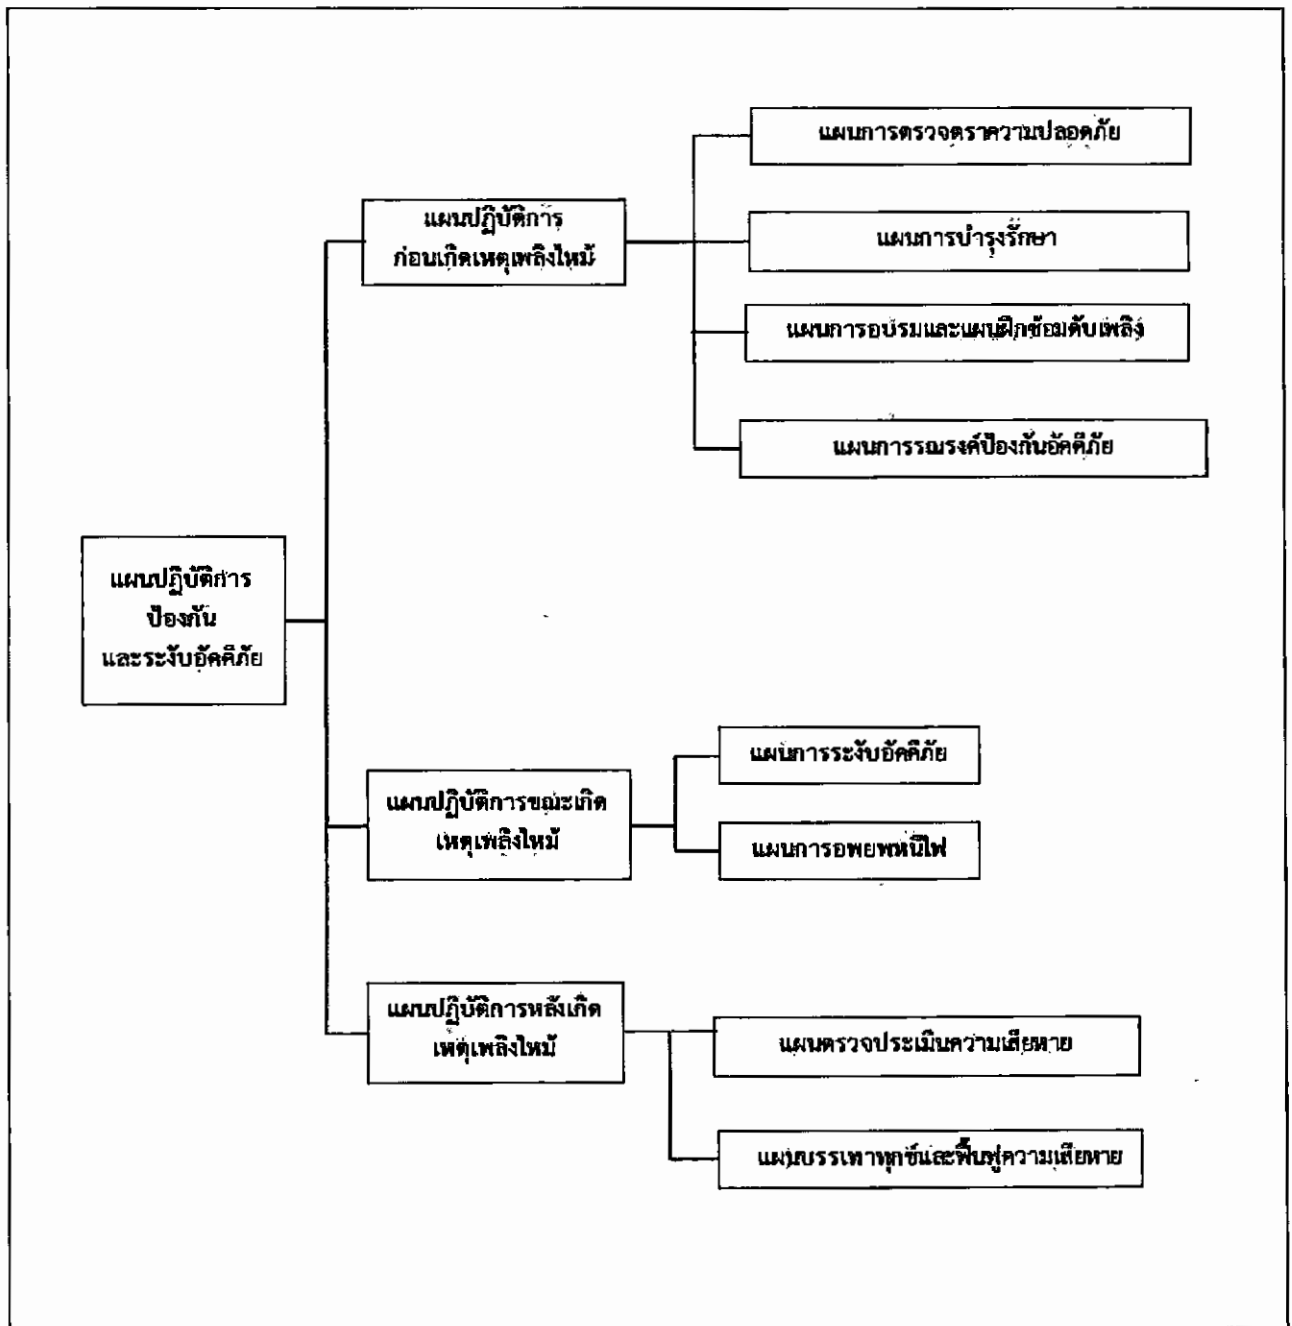 แผนการตรวจตราความปลอดภัย
แผนปฏิบัติการ
ก่อนเกิดเหตุเพลิงไหม้
แผนการบำรุงรักษา
แผนการอบรมและแผนฝึกซ้อมดับเพลิง
แผนการรณรงค์ป้องกันอัคคีภัย
แผนปฏิบัติการ
ป้องกัน
และระงับอัคคีภัย
แผนปฏิบัติการขณะเกิด
เหตุเพลิงไหม้
แผนการระงับอัคคีภัย
แผนการอพยพหนีไฟ
แผนปฏิบัติการหลังเกิด
เหตุเพลิงไหม้
แผนตรวจประเมินความเสียหาย
แผนบรรเทาทุกข์และฟื้นฟูความเสียหาย